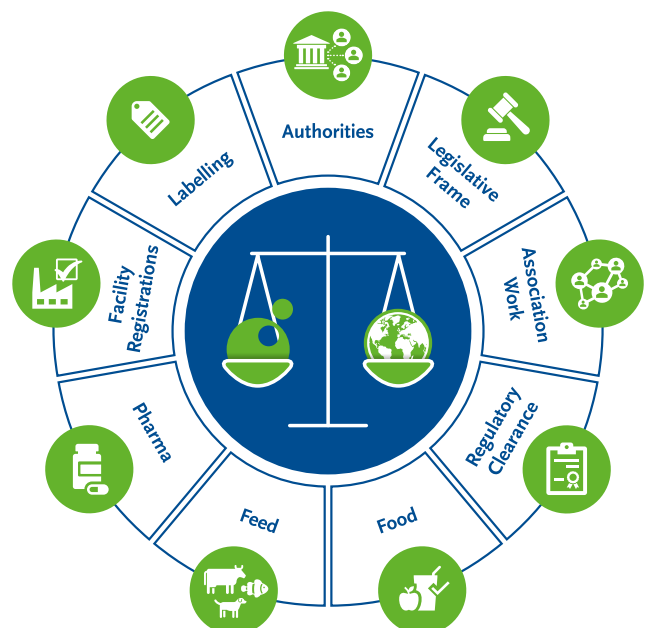 Authorities
Legislative
Frame
Association
Work
Regulatory
Clearance
Food
Feed
Pharma
Facility
Registrations
Labelling